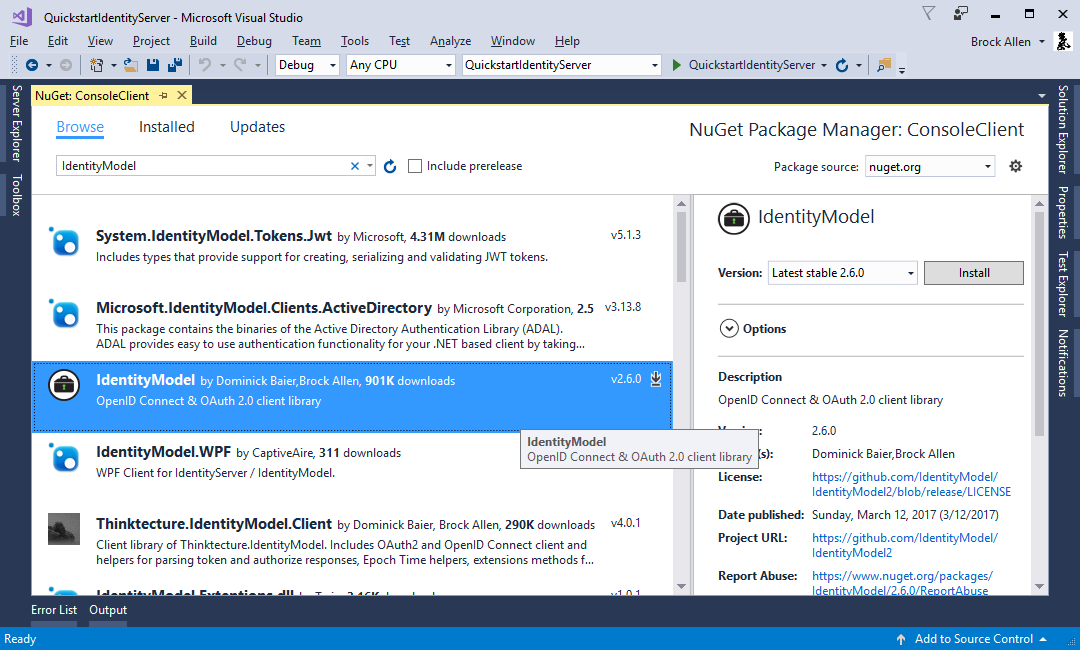 QuickstartIdentityServer - Microsoft Visual Studio
File Edit View Project Build Debug Team Tools Test Analyze Window Help
Brock Allen
Debug Any CPU QuickstartIdentityServer QuickstartIdentityServer
Server Explorer
Toolbox
NuGet: ConsoleClient
Browse Installed Updates
NuGet Package Manager: ConsoleClient
IdentityModel
Include prerelease
Package source: nuget.org
System.IdentityModel.Tokens.Jwt by Microsoft, 4.31M downloads v5.1.3
Includes types that provide support for creating, serializing and validating JWT tokens.
Microsoft.IdentityModel.Clients.ActiveDirectory by Microsoft Corporation, 2.5 v3.13.8
This package contains the binaries of the Active Directory Authentication Library (ADAL).
ADAL provides easy to use authentication functionality for your .NET based client by taking...
IdentityModel by Dominick Baier,Brock Allen, 901K downloads v2.6.0
OpenID Connect & OAuth 2.0 client library
IdentityModel
OpenID Connect & OAuth 2.0 client library
IdentityModel.WPF by CaptiveAire, 311 downloads
WPF Client for IdentityServer / IdentityModel.
Thinktecture.IdentityModel.Client by Dominick Baier, Brock Allen, 290K downloads v4.0.1
Client library of Thinktecture.IdentityModel. Includes OAuth2 and OpenID Connect client and
helpers for parsing token and authorize responses, Epoch Time helpers, extensions methods f...
IdentityModel
Version: Latest stable 2.6.0 Install
Options
Description
OpenID Connect & OAuth 2.0 client library
2.6.0
Dominick Baier,Brock Allen
License: https://github.com/IdentityModel/
IdentityModel2/blob/release/LICENSE
Date published: Sunday, March 12, 2017 (3/12/2017)
Project URL: https://github.com/IdentityModel/
IdentityModel2
Report Abuse: https://www.nuget.org/packages/
IdentityModel/2.6.0/ReportAbuse
Solution Explorer
Properties
Test Explorer
Notifications
Error List Output
Ready
Add to Source Control